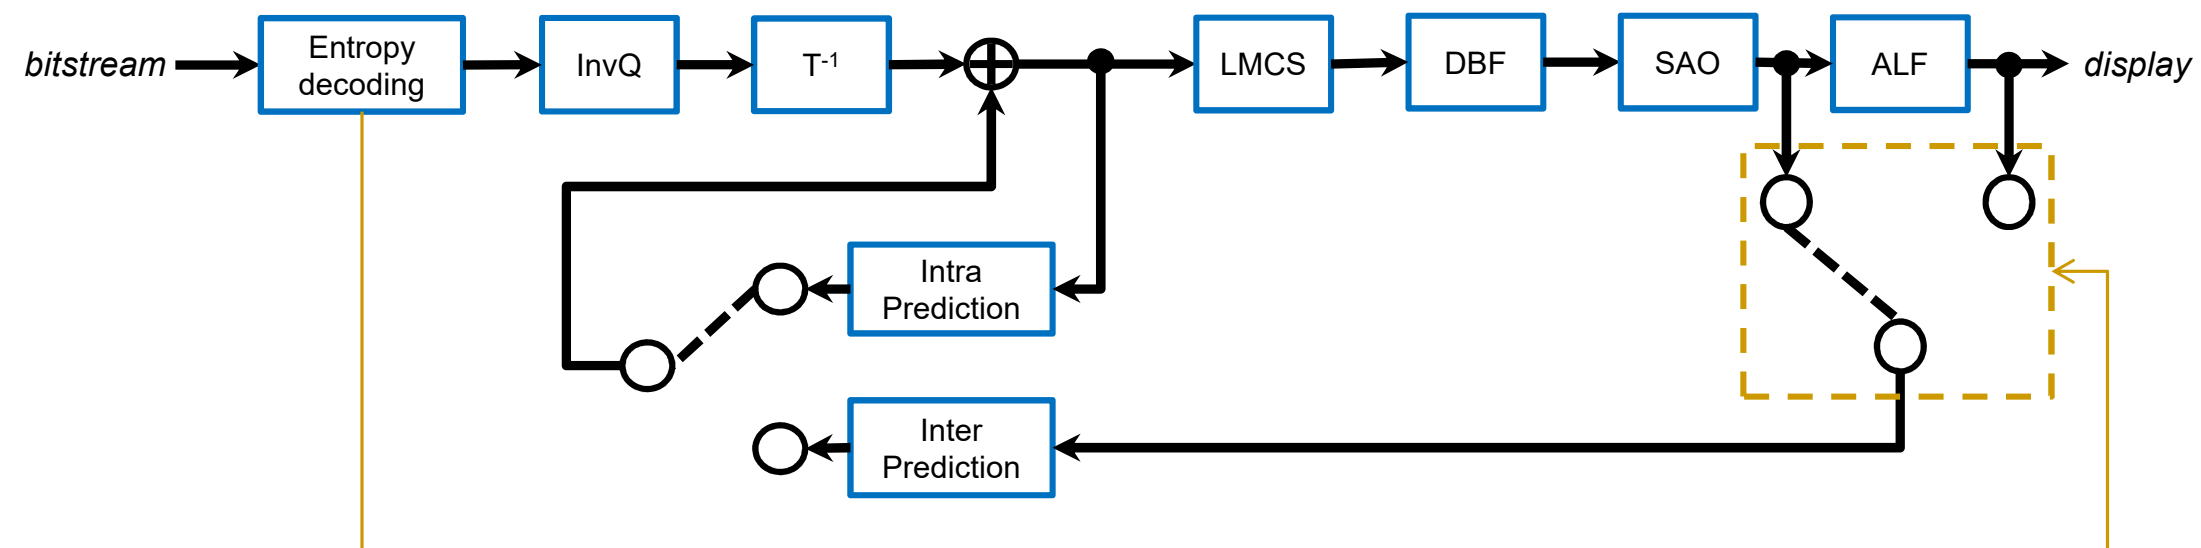 bitstream
Entropy
decoding
InvQ
T-1
LMCS
DBF
SAO
ALF
display
Intra
Prediction
Inter
Prediction